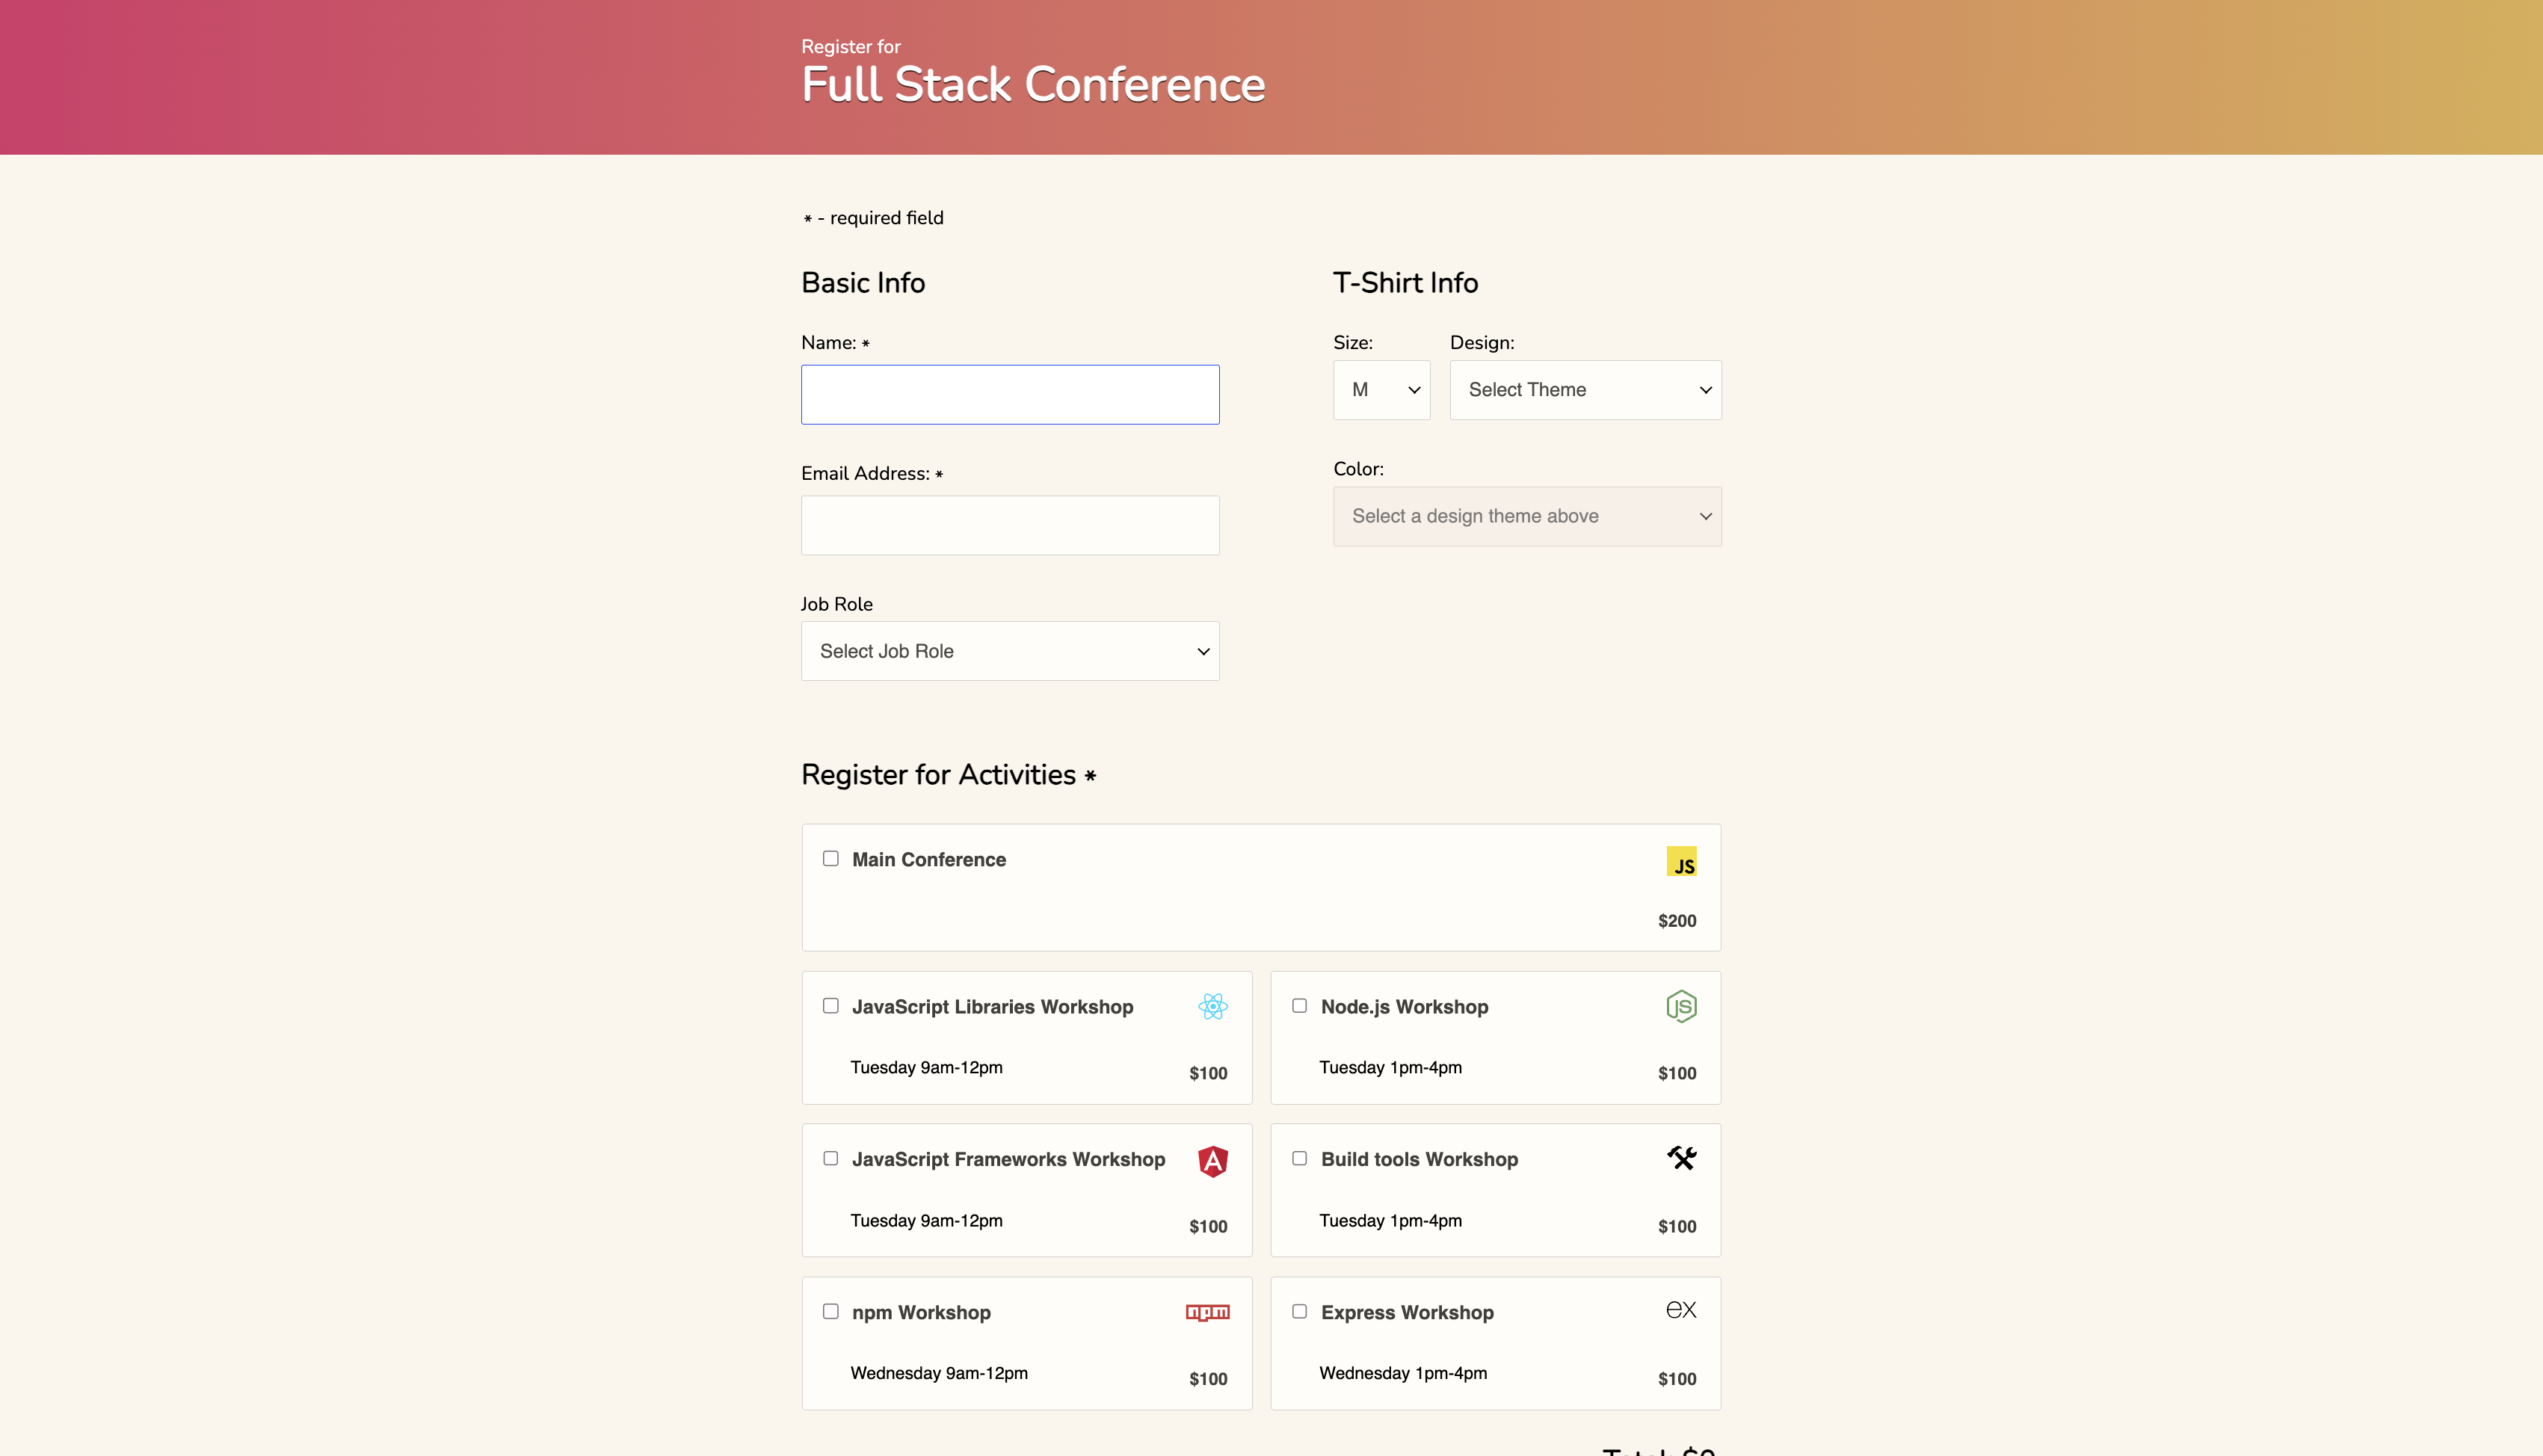 Register for
Full Stack Conference
* - required field
Basic Info
Name: *
Email Address: *
Job Role
Select Job Role
T-Shirt Info
Size:
Design:
M
Select Theme
Color:
Select a design theme above
Register for Activities *
Main Conference
JS
$200
JavaScript Libraries Workshop
Tuesday 9am-12pm
$100
Node.js Workshop
JS
Tuesday 1pm-4pm
$100
JavaScript Frameworks Workshop
A
Tuesday 9am-12pm
$100
Build tools Workshop
Tuesday 1pm-4pm
$100
npm Workshop
npm
Wednesday 9am-12pm
$100
Express Workshop
ex
Wednesday 1pm-4pm
$100
Total: $0